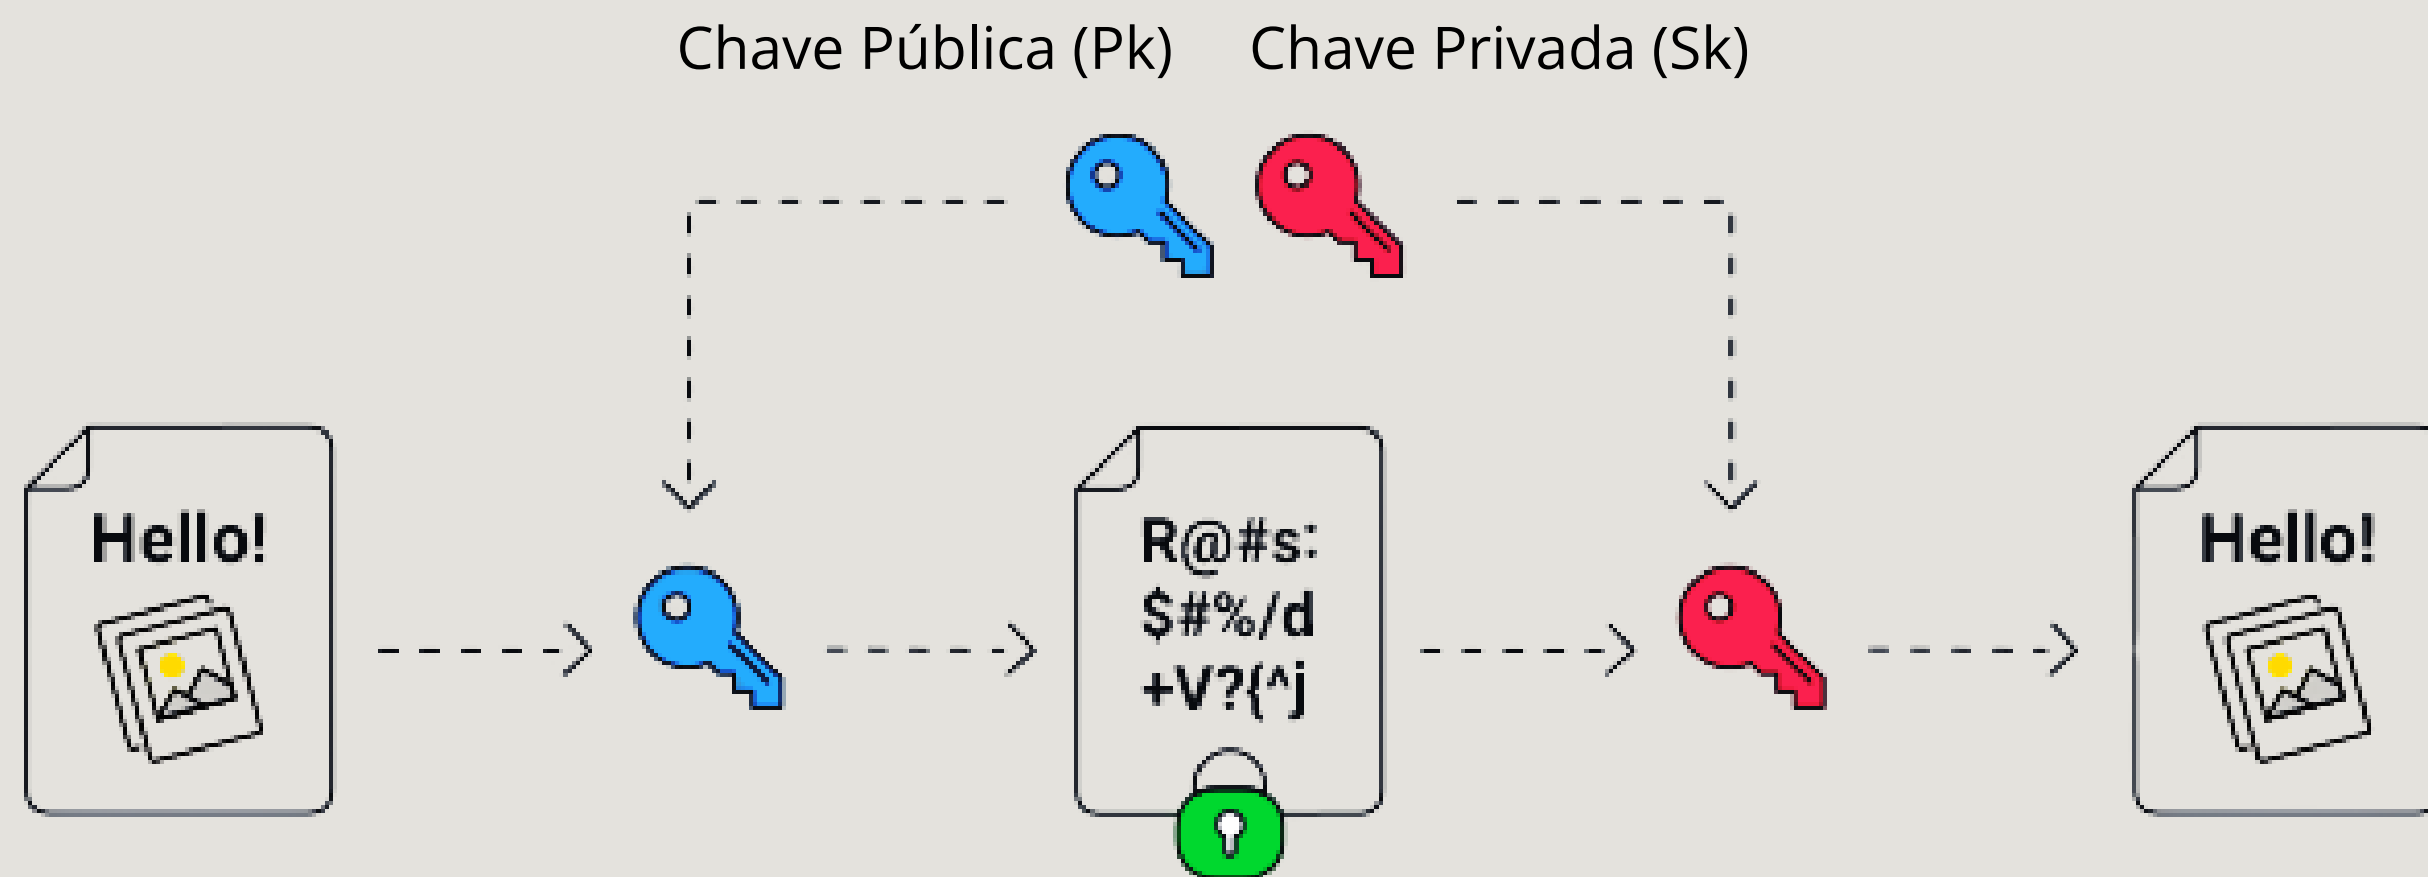 Chave Pública (Pk) Chave Privada (Sk)
Hello!
R@#s:
$#%/d
+V?(^j
Hello!